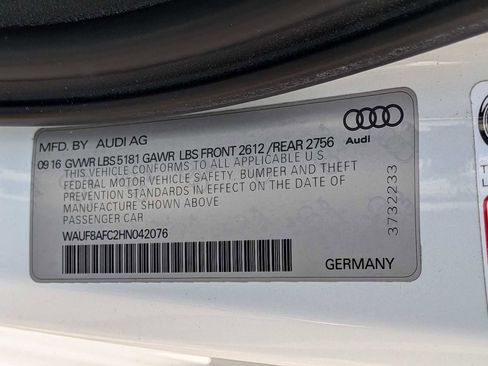 MFD. BY AUDI AG
09 16 GVWR LBS 5181 GAWR LBS FRONT 2612 /REAR 2756
THIS VEHICLE CONFORMS TO ALL APPLICABLE U.S.
FEDERAL MOTOR VEHICLE SAFETY, BUMPER AND THEFT
PREVENTION STANDARDS IN EFFECT ON THE DATE OF
MANUFACTURE SHOWN ABOVE
PASSENGER CAR
WAUF8AFC2HN042076
GERMANY
Audi
3732233